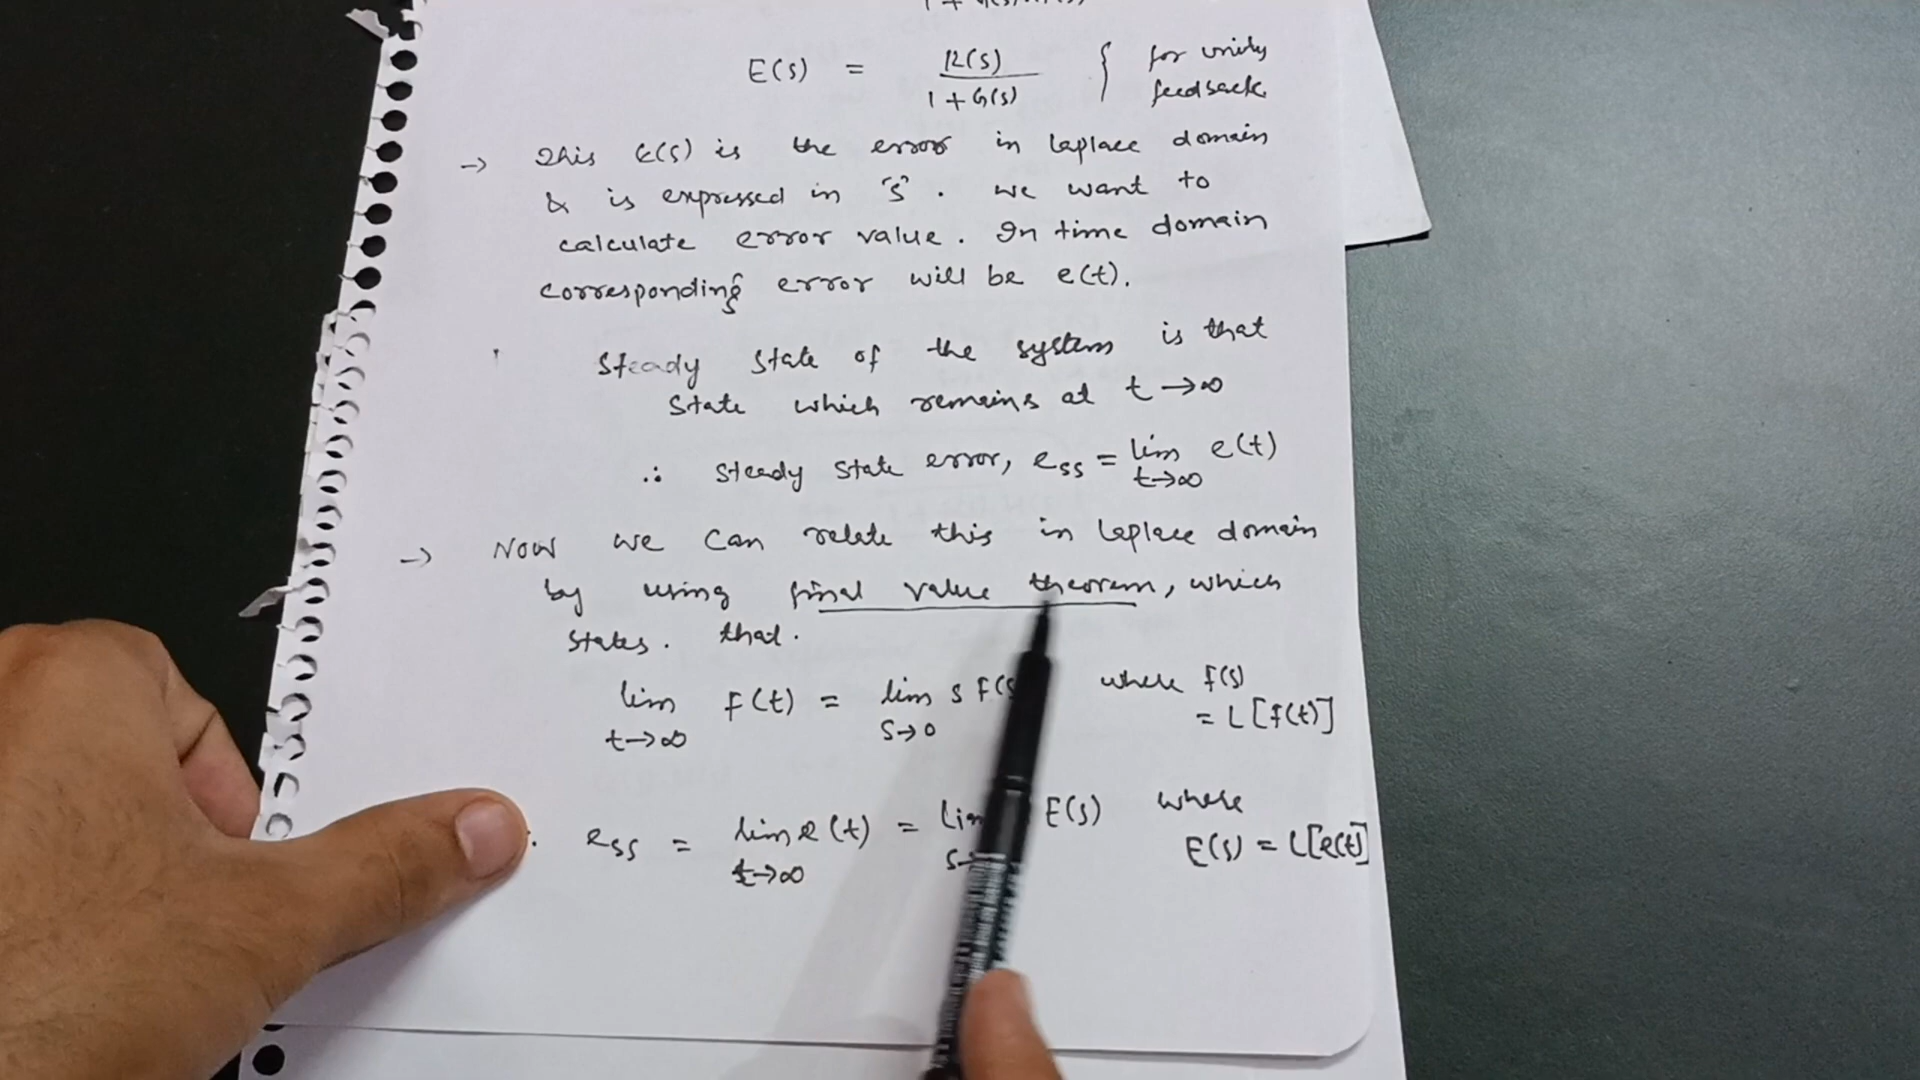 E(s) = R(s) / 1 + G(s) } for unity feedback
→ This E(s) is the error in Laplace domain
& is expressed in 's'. we want to
calculate error value. In time domain
corresponding error will be e(t).
Steady State of the system is that
State which remains at t → ∞
∴ Steady State error, ess = lim t→∞ e(t)
→ Now we can relate this in Laplace domain
by using final value theorem, which
States. that.
lim t→∞ F(t) = lim s→0 s F(s where F(s) = L[f(t)]
ess = lim t→∞ e(t) = lim s→ E(s) where E(s) = L[e(t)]